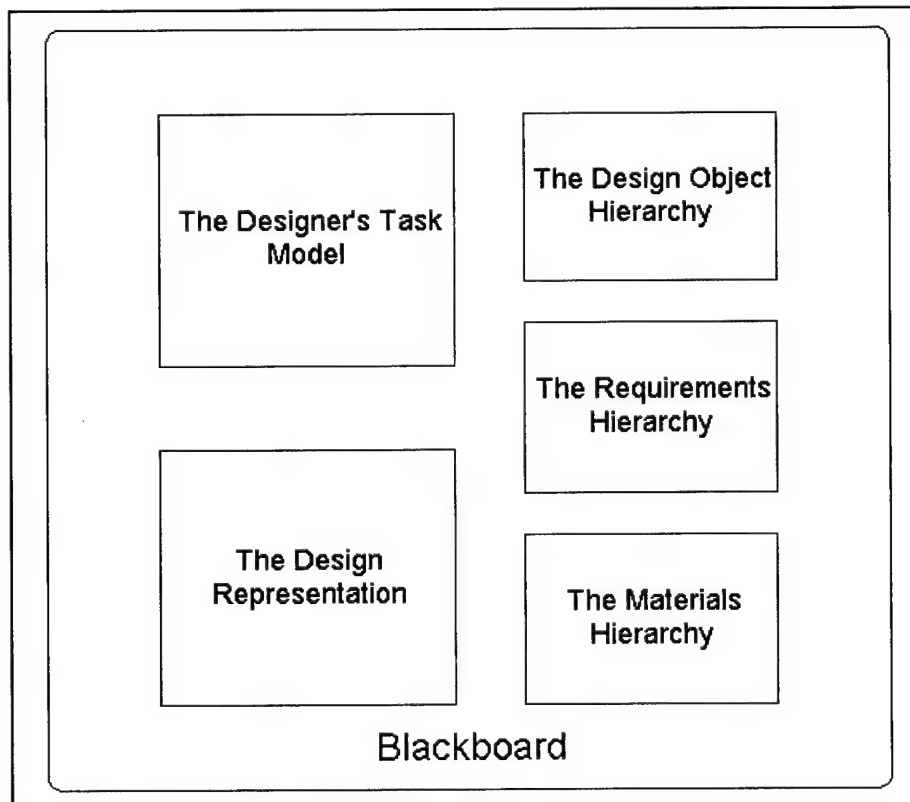 The Designer's Task
Model
The Design
Representation
The Design Object
Hierarchy
The Requirements
Hierarchy
The Materials
Hierarchy
Blackboard